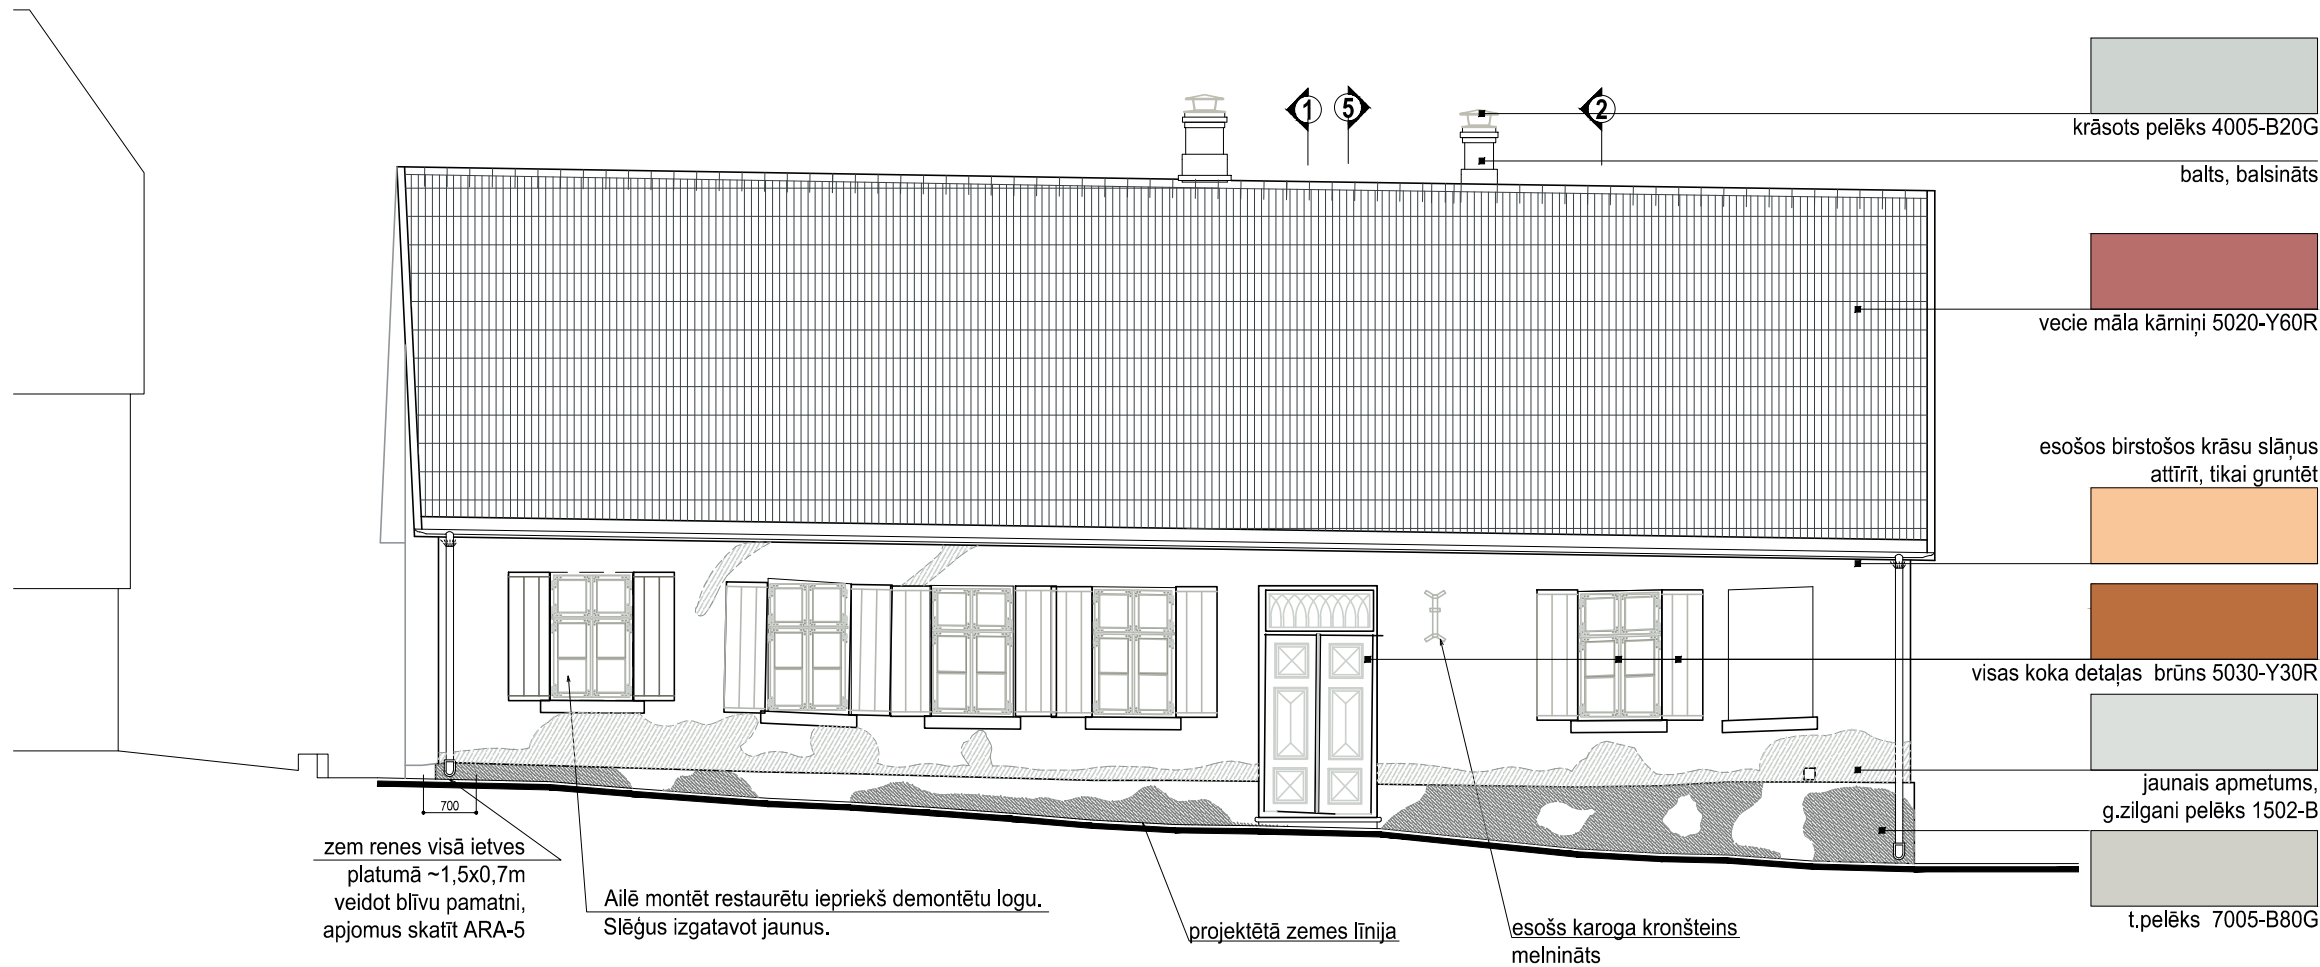 1
5
2
krāsots pelēks 4005-B20G
balts, balsināts
vecie māla kārniņi 5020-Y60R
esošos birstošos krāsu slāņus
attīrīt, tikai gruntēt
visas koka detaļas brūns 5030-Y30R
jaunais apmetums,
g.zilgani pelēks 1502-B
t.pelēks 7005-B80G
700
zem renes visā ietves
platumā ~1,5x0,7m
veidot blīvu pamatni,
apjomus skatīt ARA-5
Ailē montēt restaurētu iepriekš demontētu logu.
Slēģus izgatavot jaunus.
projektētā zemes līnija
esošs karoga kronšteins
melnināts